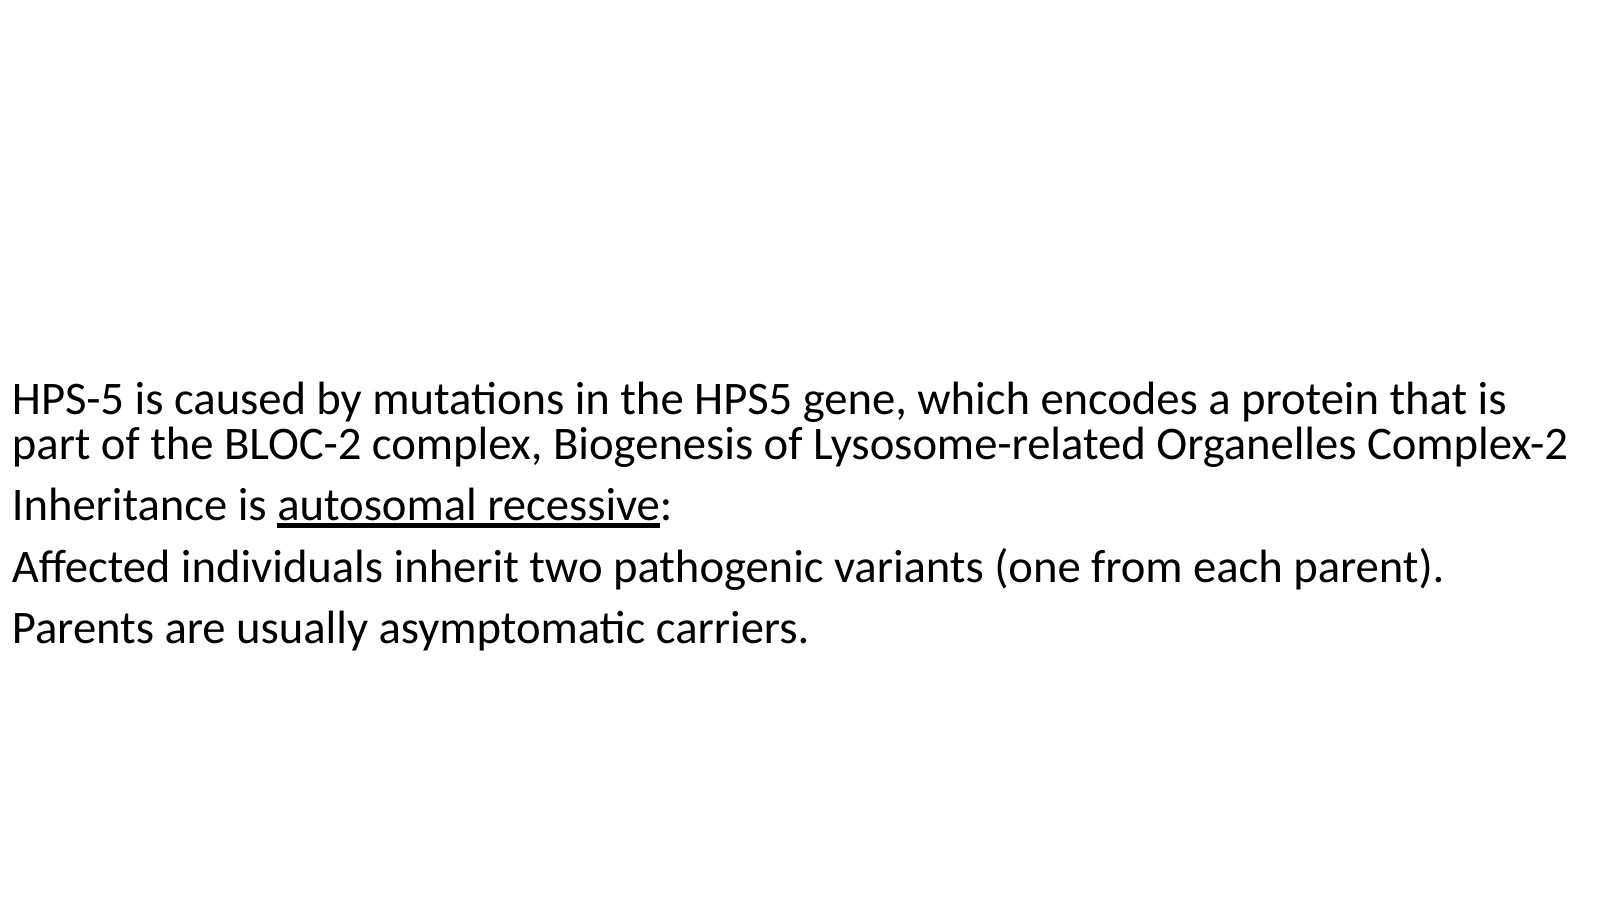 HPS-5 is caused by mutations in the HPS5 gene, which encodes a protein that is
part of the BLOC-2 complex, Biogenesis of Lysosome-related Organelles Complex-2
Inheritance is autosomal recessive:
Affected individuals inherit two pathogenic variants (one from each parent).
Parents are usually asymptomatic carriers.